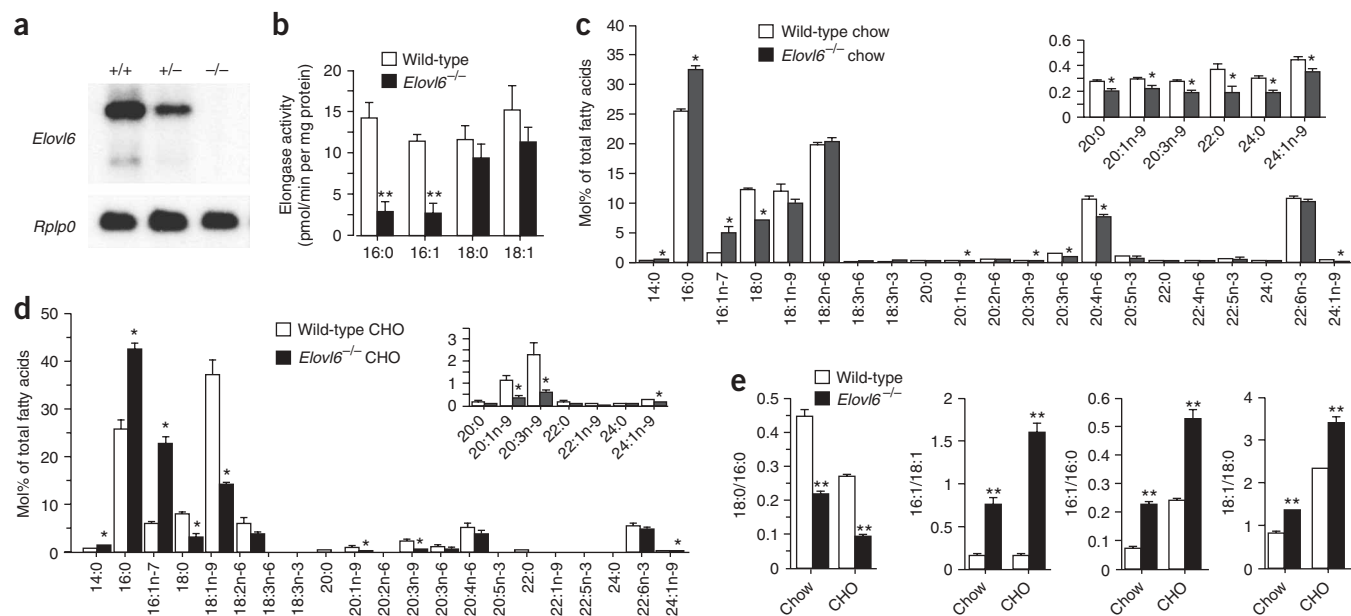 a
+/+ +/– –/–
Elovl6
Rplp0
b
Wild-type
Elovl6–/–
Elongase activity
(pmol/min per mg protein)
20
15
10
5
0
** **
16:0 16:1 18:0 18:1
c
Wild-type chow
Elovl6–/– chow
Mol% of total fatty acids
40
35
30
25
20
15
10
5
0
* * * * * * * * *
14:0 16:0 16:1n-7 18:0 18:1n-9 18:2n-6 18:3n-6 18:3n-3 20:0 20:1n-9 20:2n-6 20:3n-9 20:3n-6 20:4n-6 20:5n-3 22:0 22:4n-6 22:5n-3 24:0 22:6n-3 24:1n-9
0.6
0.4
0.2
0
* * * * * *
20:0 20:1n-9 20:3n-9 22:0 24:0 24:1n-9
d
Wild-type CHO
Elovl6–/– CHO
Mol% of total fatty acids
50
40
30
20
10
0
* * * * * * * *
14:0 16:0 16:1n-7 18:0 18:1n-9 18:2n-6 18:3n-6 18:3n-3 20:0 20:1n-9 20:2n-6 20:3n-9 20:3n-6 20:4n-6 20:5n-3 22:0 22:1n-9 22:5n-3 24:0 22:6n-3 24:1n-9
3
2
1
0
* * *
20:0 20:1n-9 20:3n-9 22:0 22:1n-9 24:0 24:1n-9
e
Wild-type
Elovl6–/–
18:0/16:0
0.5
0.4
0.3
0.2
0.1
0
** **
Chow CHO
16:1/18:1
2
1.5
1
0.5
0
** **
Chow CHO
16:1/16:0
0.6
0.5
0.4
0.3
0.2
0.1
0
** **
Chow CHO
18:1/18:0
4
3
2
1
0
** **
Chow CHO